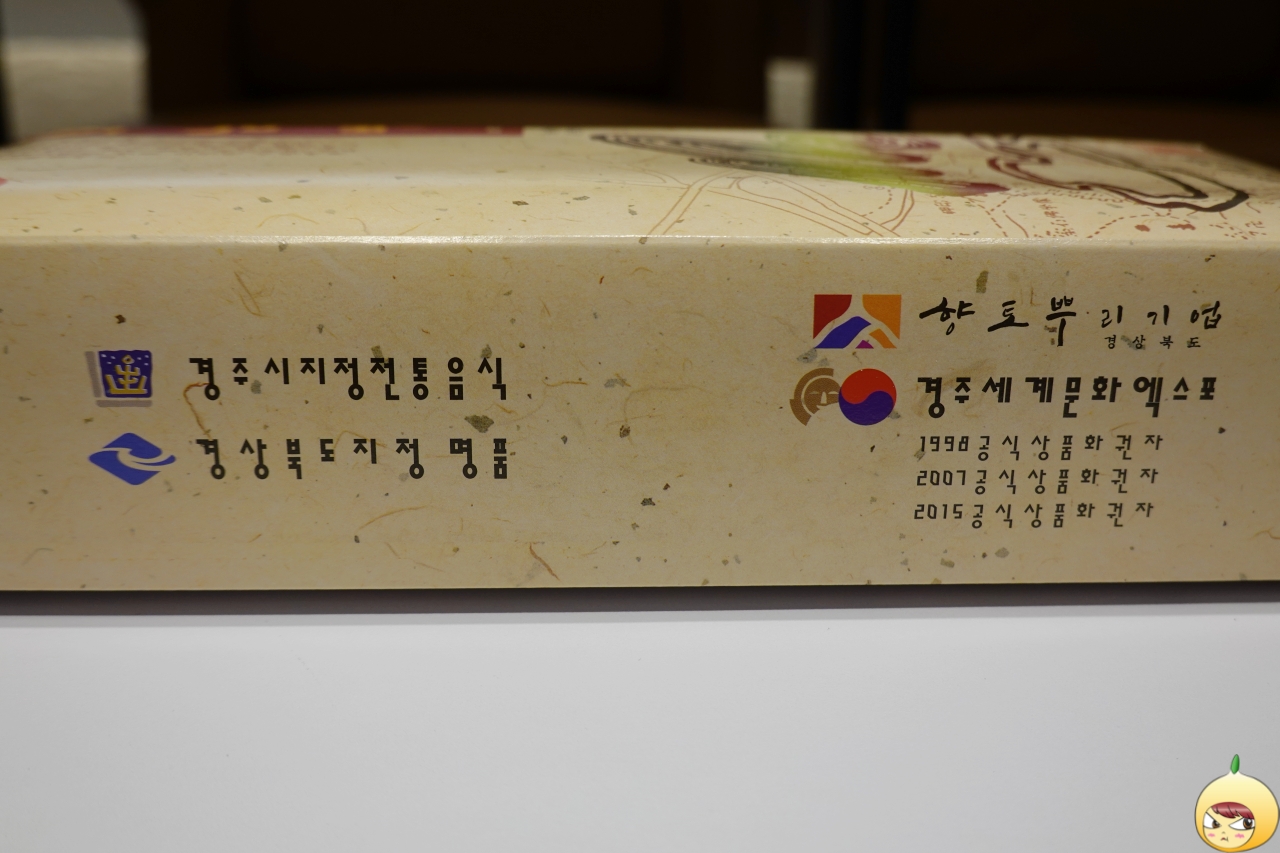 경주시지정전통음식
경상북도지정 명품
향토뿌리기업
경상북도
경주세계문화엑스포
1998공식상품화권자
2007공식상품화권자
2015공식상품화권자